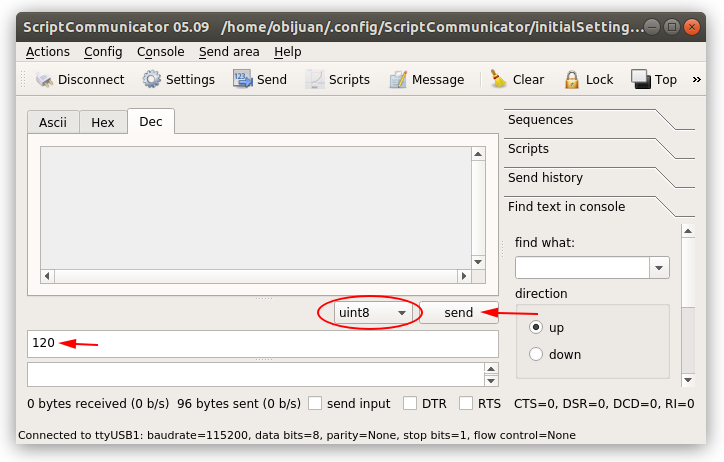 ScriptCommunicator 05.09 /home/obijuan/.config/ScriptCommunicator/initialSetting...
Actions Config Console Send area Help
Disconnect Settings Send Scripts Message Clear Lock Top »
Ascii Hex Dec
Sequences
Scripts
Send history
Find text in console
find what:
direction
up
down
uint8 send
120
0 bytes received (0 b/s) 96 bytes sent (0 b/s) send input DTR RTS CTS=0, DSR=0, DCD=0, RI=0
Connected to ttyUSB1: baudrate=115200, data bits=8, parity=None, stop bits=1, flow control=None